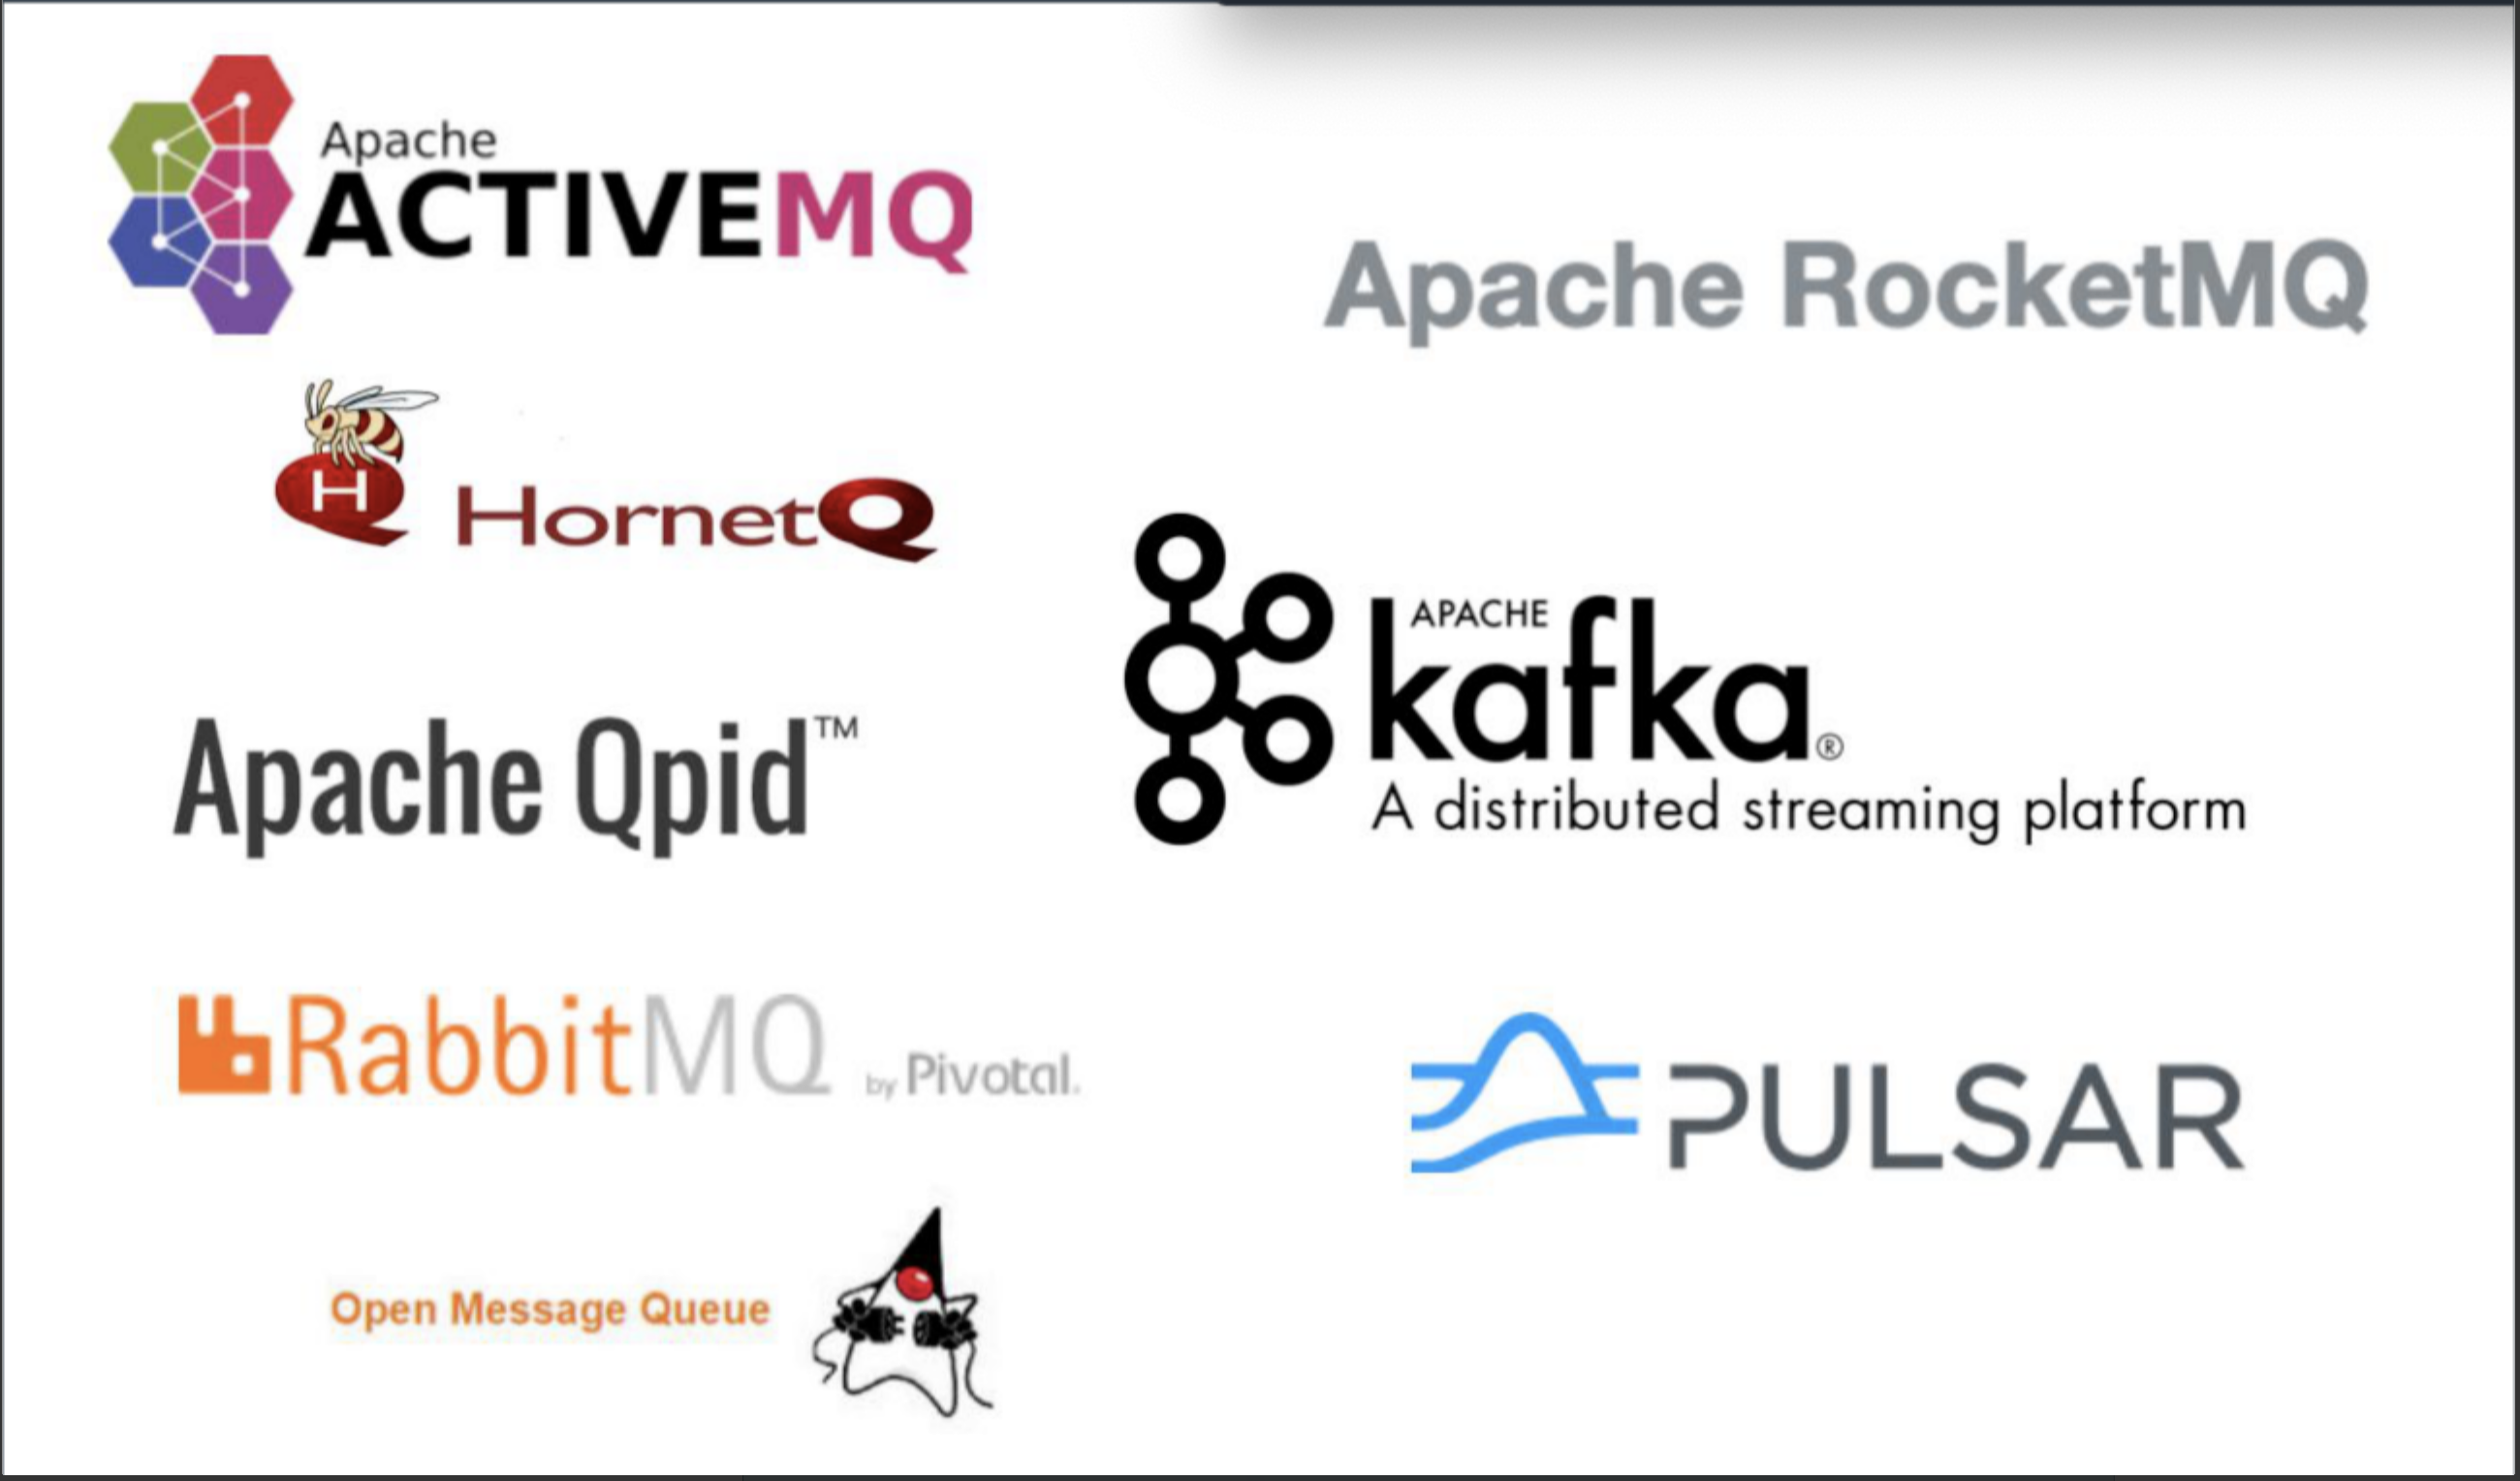 Apache
ACTIVEMQ
Apache RocketMQ
H
HornetQ
APACHE
kafka®
A distributed streaming platform
Apache Qpid™
RabbitMQ by Pivotal.
PULSAR
Open Message Queue